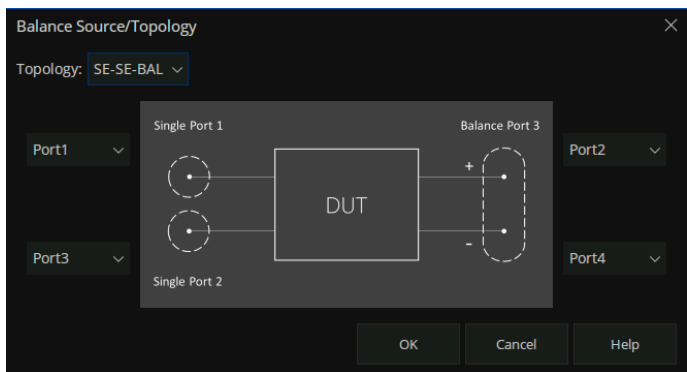 Balance Source/Topology
Topology: SE-SE-BAL
Single Port 1 Balance Port 3
Port1 + Port2
DUT
Port3 - Port4
Single Port 2
OK Cancel Help